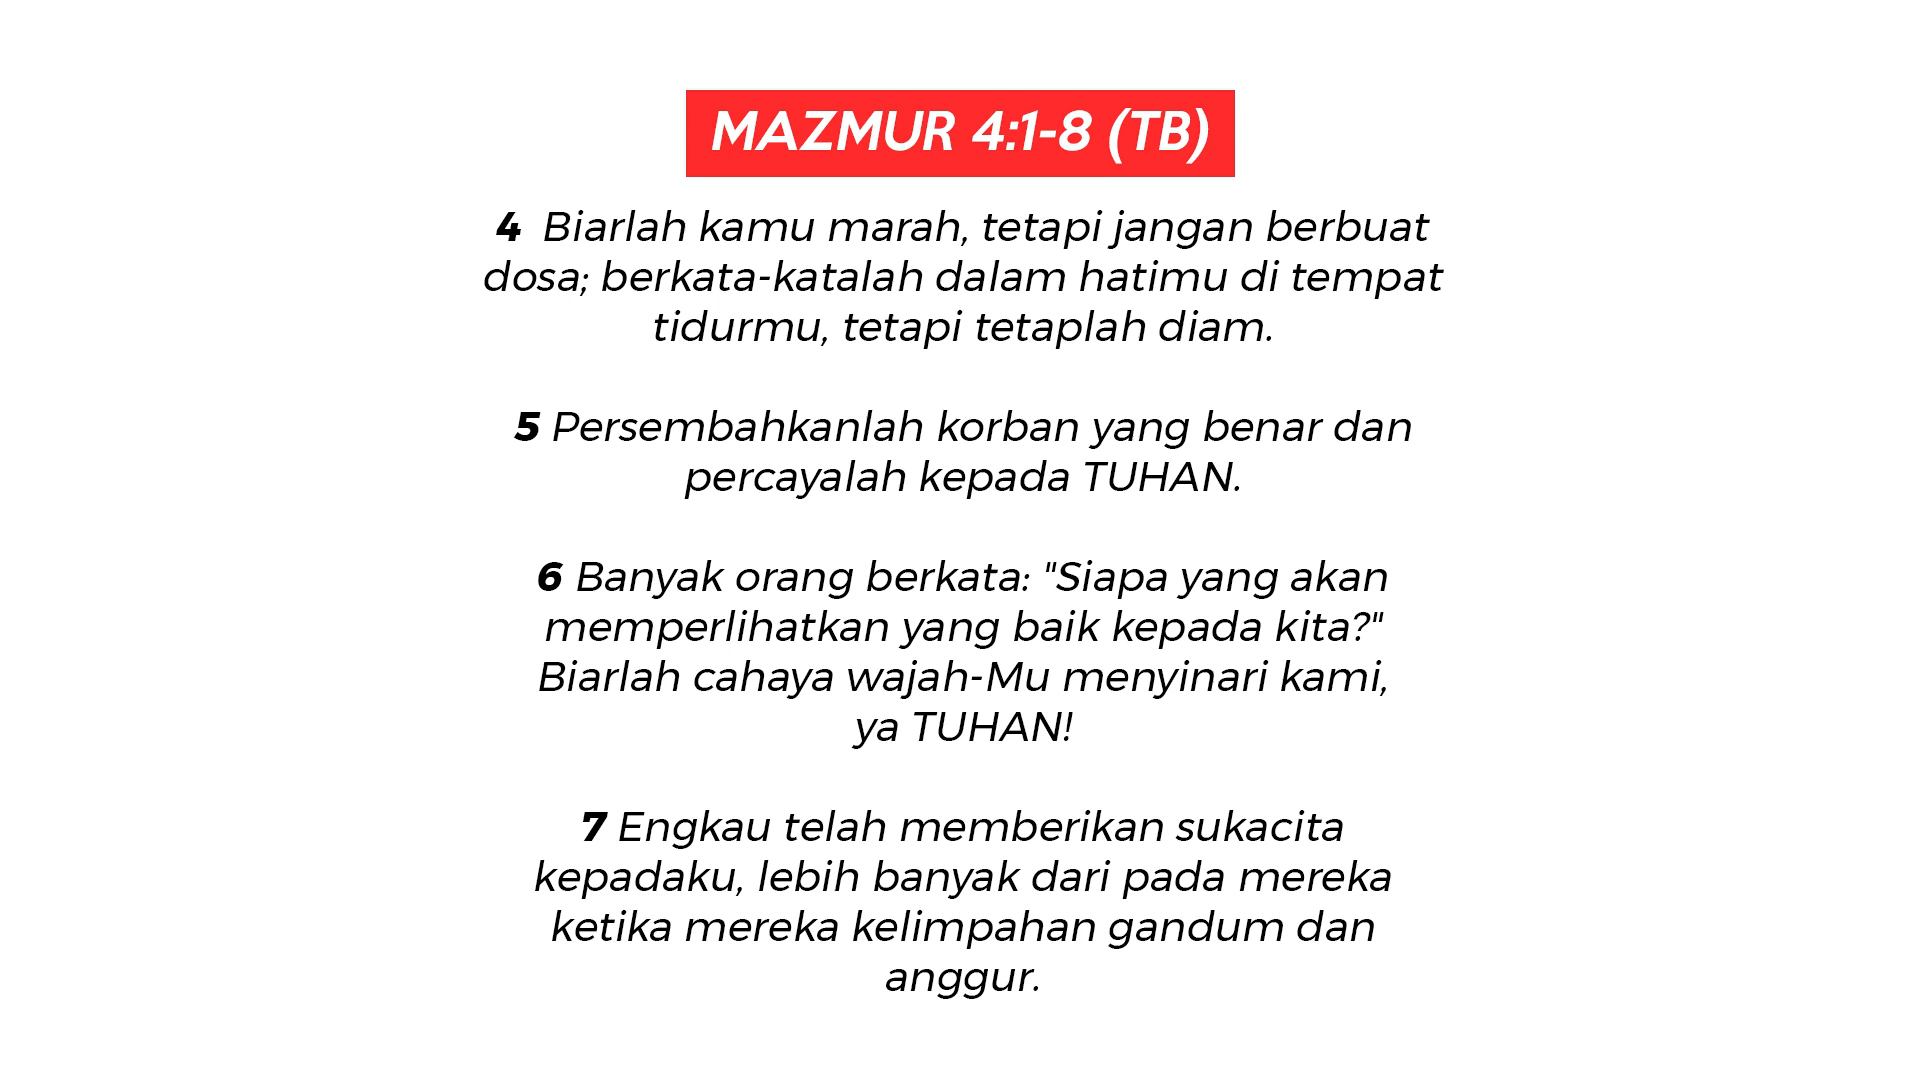 MAZMUR 4:1-8 (TB)
4 Biarlah kamu marah, tetapi jangan berbuat
dosa; berkata-katalah dalam hatimu di tempat
tidurmu, tetapi tetaplah diam.
5 Persembahkanlah korban yang benar dan
percayalah kepada TUHAN.
6 Banyak orang berkata: "Siapa yang akan
memperlihatkan yang baik kepada kita?"
Biarlah cahaya wajah-Mu menyinari kami,
ya TUHAN!
7 Engkau telah memberikan sukacita
kepadaku, lebih banyak dari pada mereka
ketika mereka kelimpahan gandum dan
anggur.